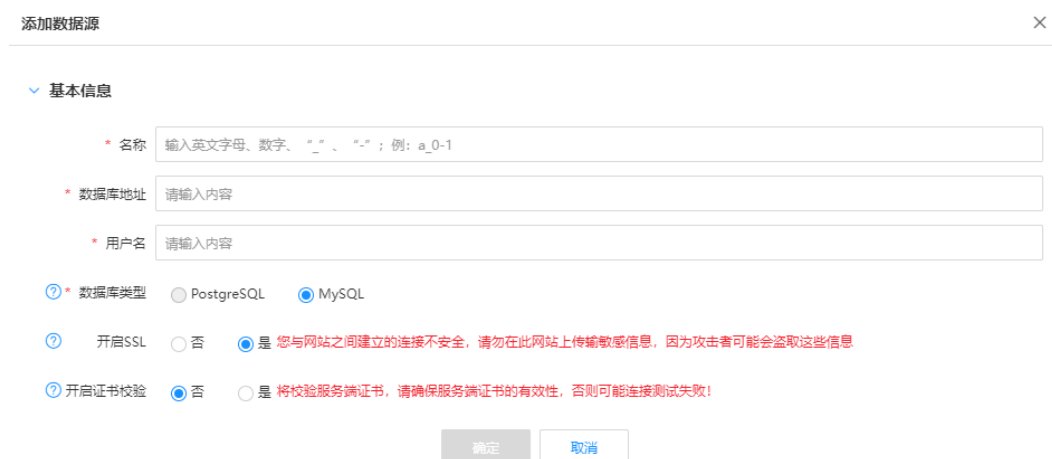 添加数据源
基本信息
* 名称 输入英文字母、数字、“_”、“-”；例：a_0-1
* 数据库地址 请输入内容
* 用户名 请输入内容
? * 数据库类型 PostgreSQL MySQL
? 开启SSL 否 是 您与网站之间建立的连接不安全，请勿在此网站上传输敏感信息，因为攻击者可能会盗取这些信息
? 开启证书校验 否 是 将校验服务端证书，请确保服务端证书的有效性，否则可能连接测试失败！
确定 取消